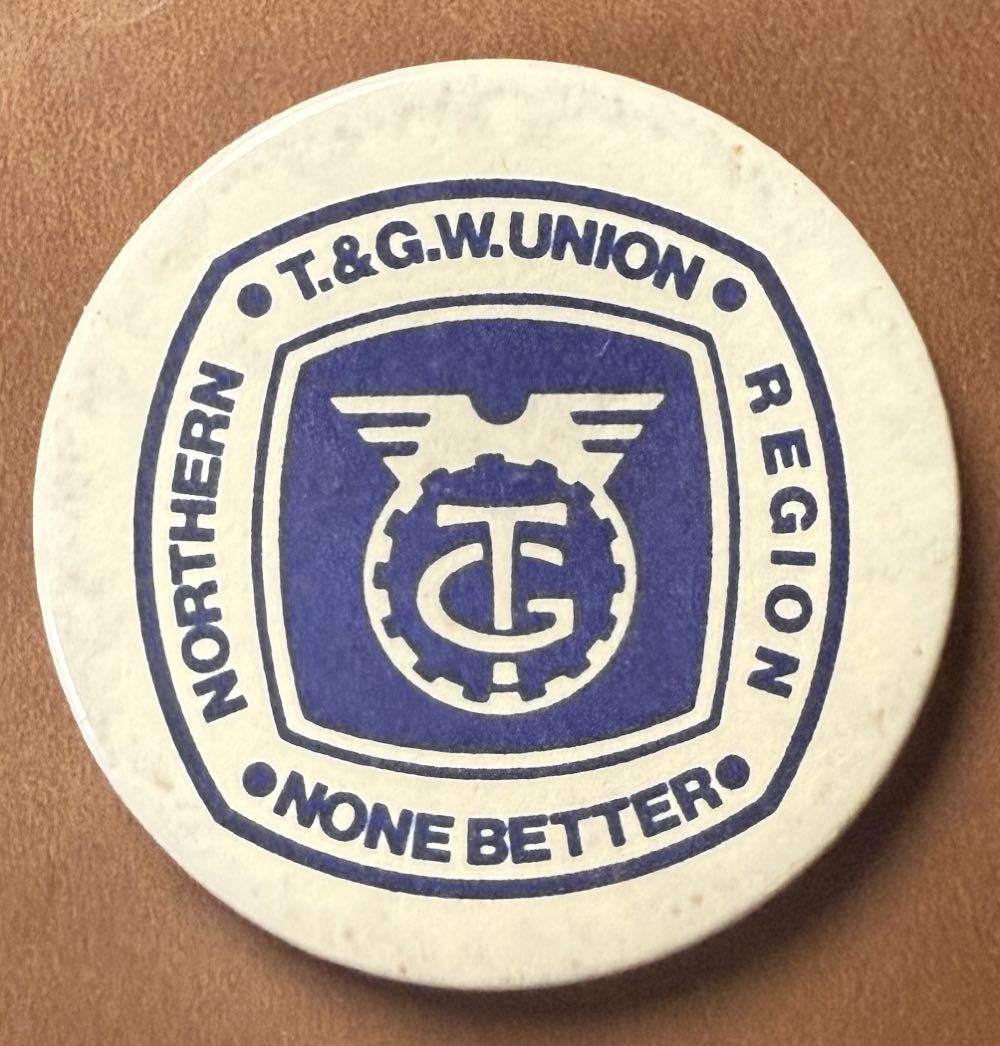 T.&G.W.UNION
NORTHERN
REGION
TG
NONE BETTER